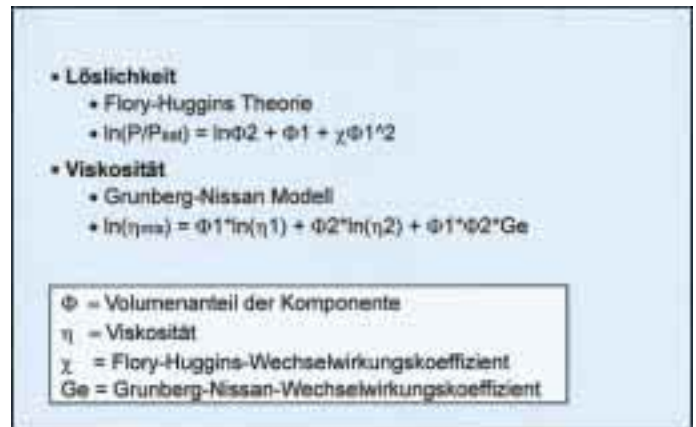 • Löslichkeit
• Flory-Huggins Theorie
• ln(P/Psat) = lnΦ2 + Φ1 + χΦ1^2
• Viskosität
• Grunberg-Nissan Modell
• ln(ηmix) = Φ1*ln(η1) + Φ2*ln(η2) + Φ1*Φ2*Ge
Φ = Volumenanteil der Komponente
η = Viskosität
χ = Flory-Huggins-Wechselwirkungskoeffizient
Ge = Grunberg-Nissan-Wechselwirkungskoeffizient